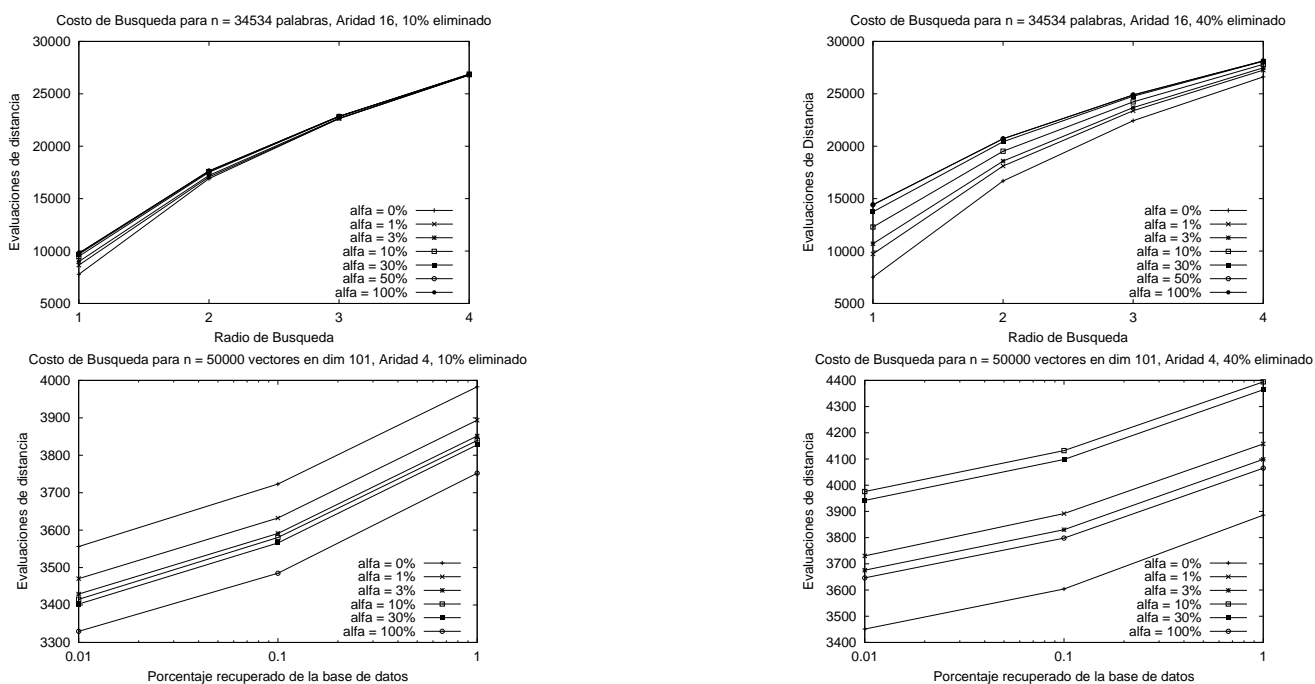 Costo de Busqueda para n = 34534 palabras, Aridad 16, 10% eliminado
30000
25000
20000
15000
10000
5000
Evaluaciones de distancia
alfa = 0%
alfa = 1%
alfa = 3%
alfa = 10%
alfa = 30%
alfa = 50%
alfa = 100%
1 2 3 4
Radio de Busqueda
Costo de Busqueda para n = 34534 palabras, Aridad 16, 40% eliminado
30000
25000
20000
15000
10000
5000
Evaluaciones de Distancia
alfa = 0%
alfa = 1%
alfa = 3%
alfa = 10%
alfa = 30%
alfa = 50%
alfa = 100%
1 2 3 4
Radio de Busqueda
Costo de Busqueda para n = 50000 vectores en dim 101, Aridad 4, 10% eliminado
4000
3900
3800
3700
3600
3500
3400
3300
Evaluaciones de distancia
alfa = 0%
alfa = 1%
alfa = 3%
alfa = 10%
alfa = 30%
alfa = 100%
0.01 0.1 1
Porcentaje recuperado de la base de datos
Costo de Busqueda para n = 50000 vectores en dim 101, Aridad 4, 40% eliminado
4400
4300
4200
4100
4000
3900
3800
3700
3600
3500
3400
Evaluaciones de distancia
alfa = 0%
alfa = 1%
alfa = 3%
alfa = 10%
alfa = 30%
alfa = 100%
0.01 0.1 1
Porcentaje recuperado de la base de datos